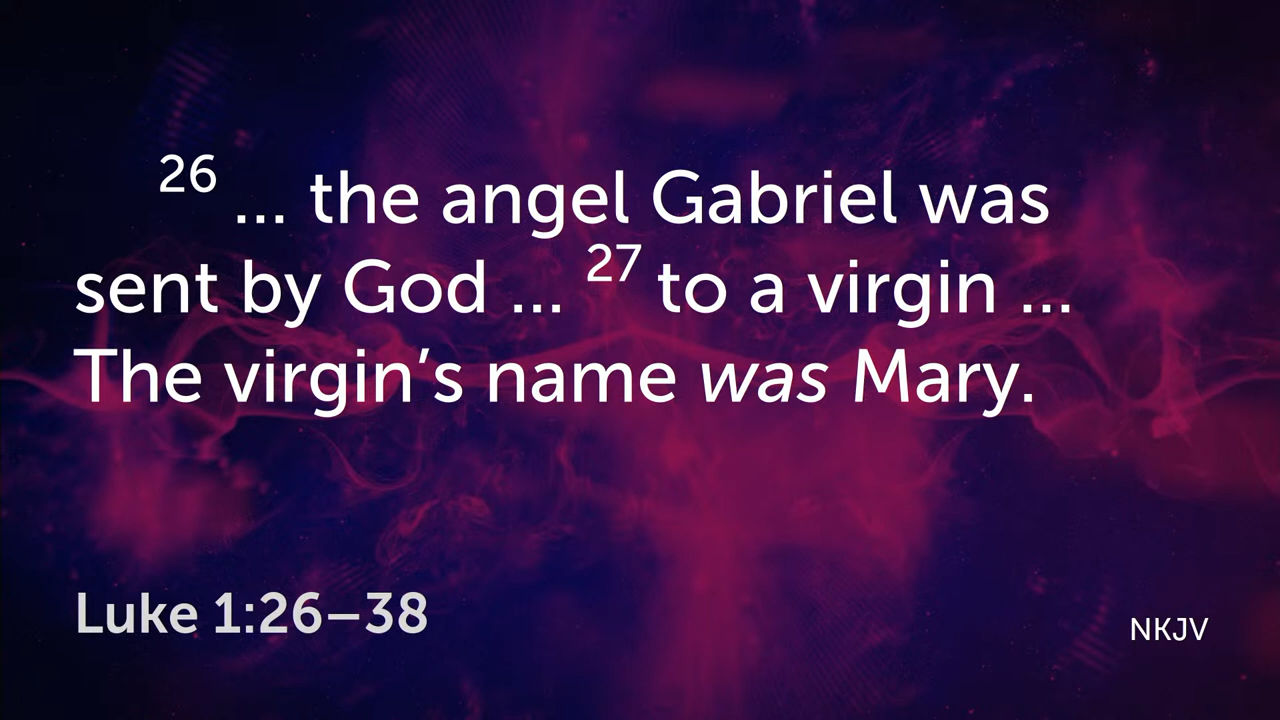 26 ... the angel Gabriel was
sent by God ... 27 to a virgin ...
The virgin’s name was Mary.
Luke 1:26–38
NKJV